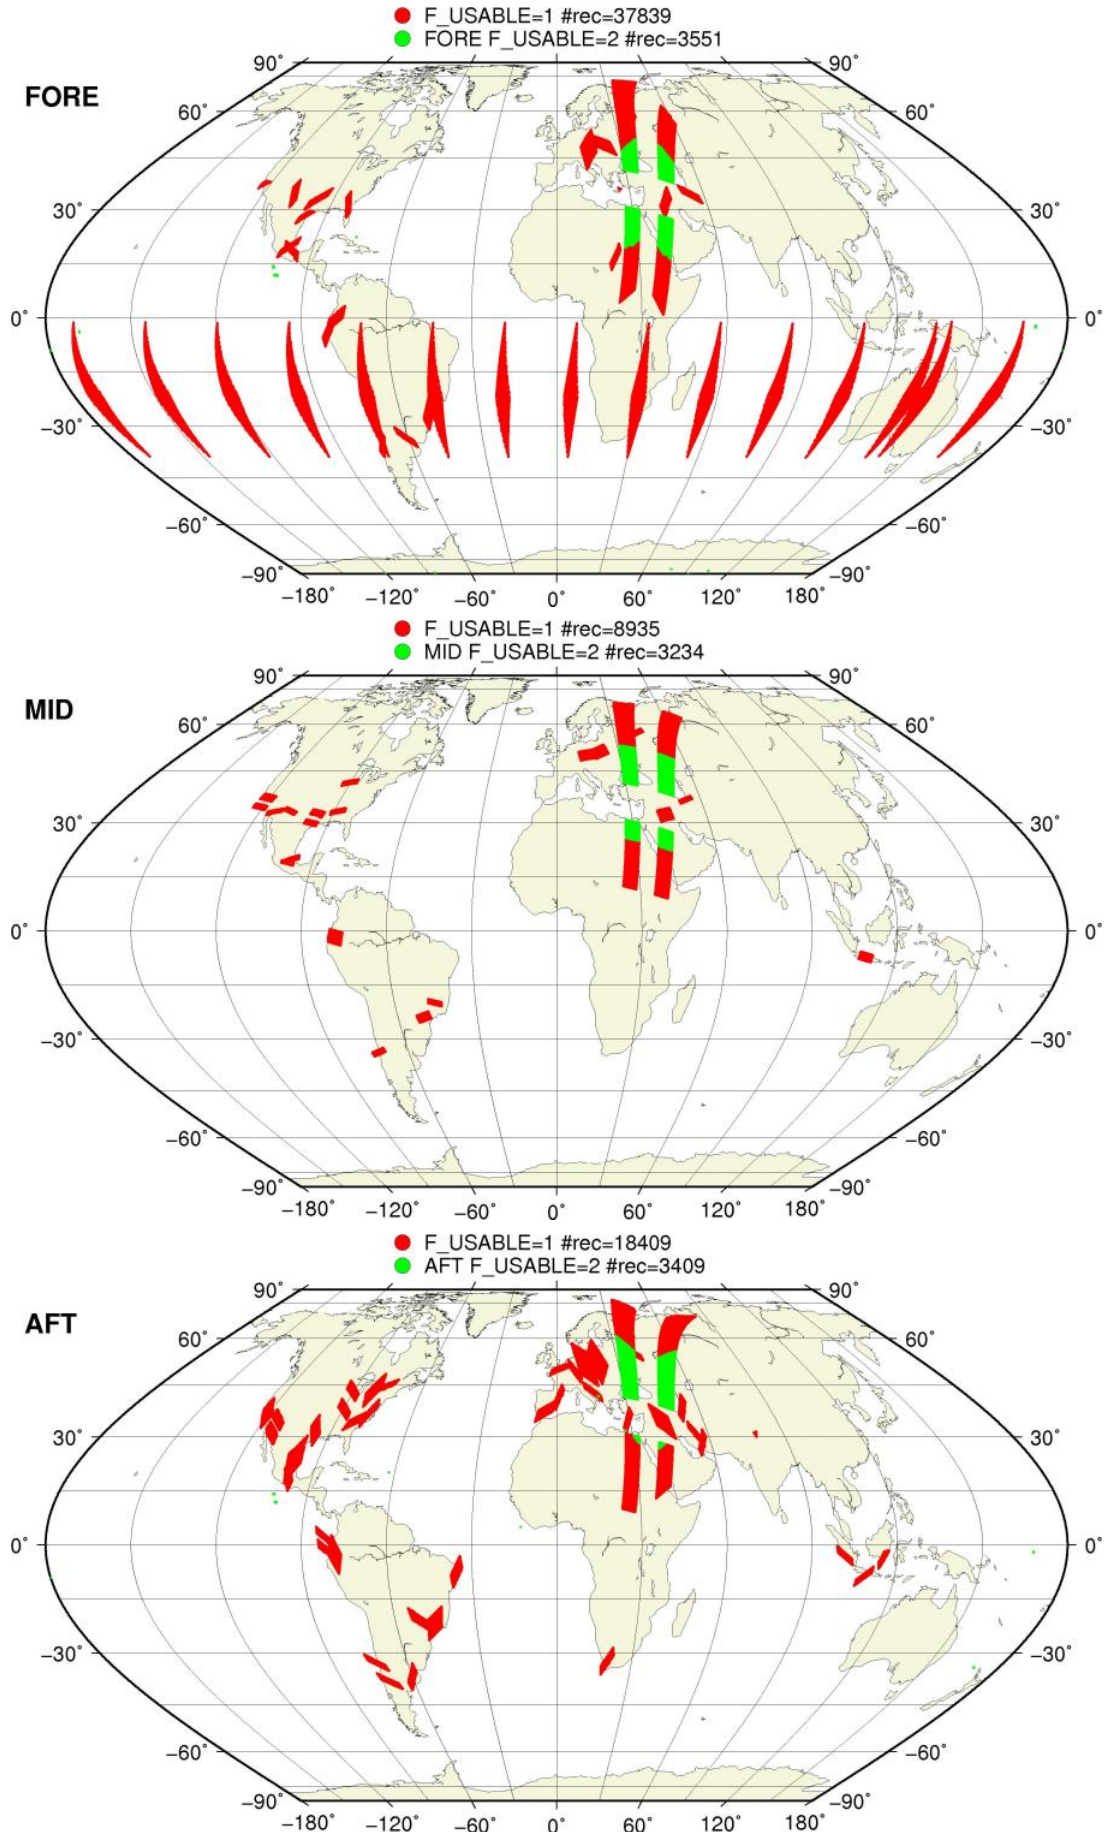 F_USABLE=1 #rec=37839
FORE F_USABLE=2 #rec=3551
FORE
90° 90°
60° 60°
30° 30°
0° 0°
−30° −30°
−60° −60°
−90° −90°
−180° −120° −60° 0° 60° 120° 180°
F_USABLE=1 #rec=8935
MID F_USABLE=2 #rec=3234
MID
90° 90°
60° 60°
30° 30°
0° 0°
−30° −30°
−60° −60°
−90° −90°
−180° −120° −60° 0° 60° 120° 180°
F_USABLE=1 #rec=18409
AFT F_USABLE=2 #rec=3409
AFT
90° 90°
60° 60°
30° 30°
0° 0°
−30° −30°
−60° −60°
−90° −90°
−180° −120° −60° 0° 60° 120° 180°